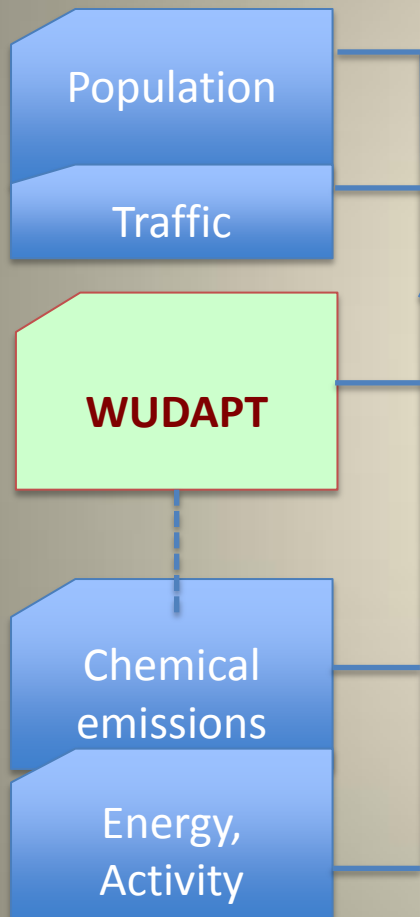 Population
Traffic
WUDAPT
Chemical
emissions
Energy,
Activity